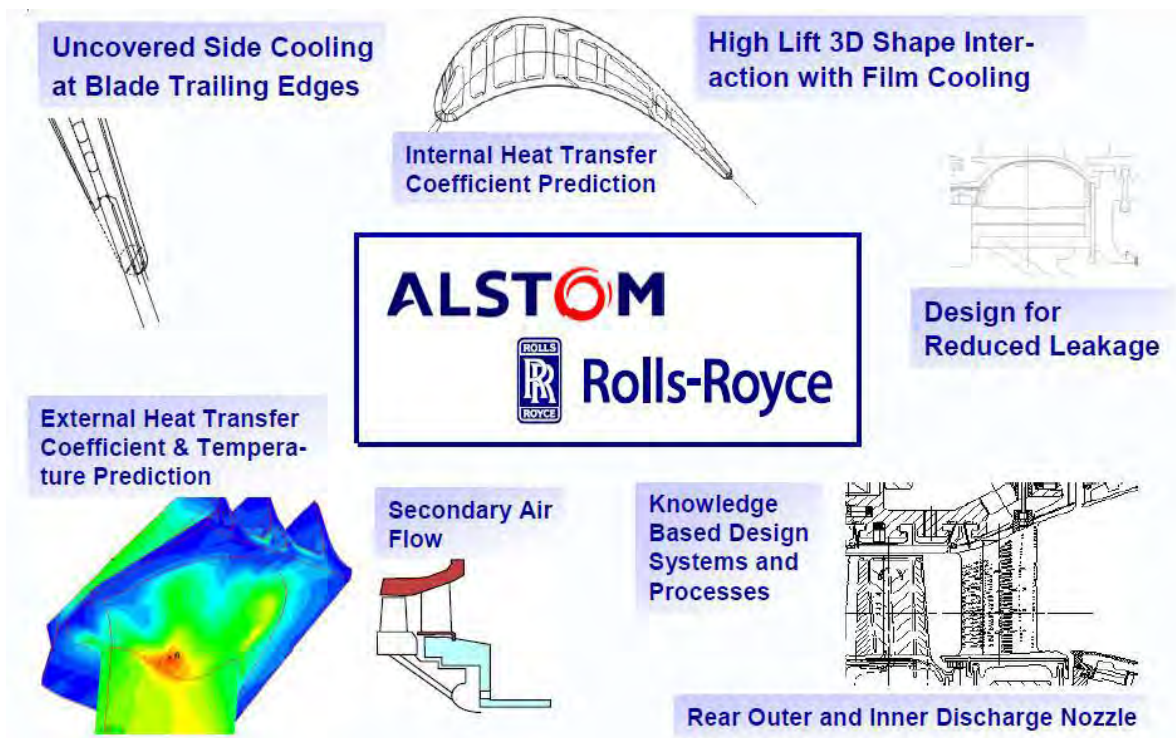 Uncovered Side Cooling
at Blade Trailing Edges
High Lift 3D Shape Inter-
action with Film Cooling
Internal Heat Transfer
Coefficient Prediction
Design for
Reduced Leakage
ALSTOM
ROLLS
RR
ROYCE
Rolls-Royce
External Heat Transfer
Coefficient & Tempera-
ture Prediction
Secondary Air
Flow
Knowledge
Based Design
Systems and
Processes
Rear Outer and Inner Discharge Nozzle